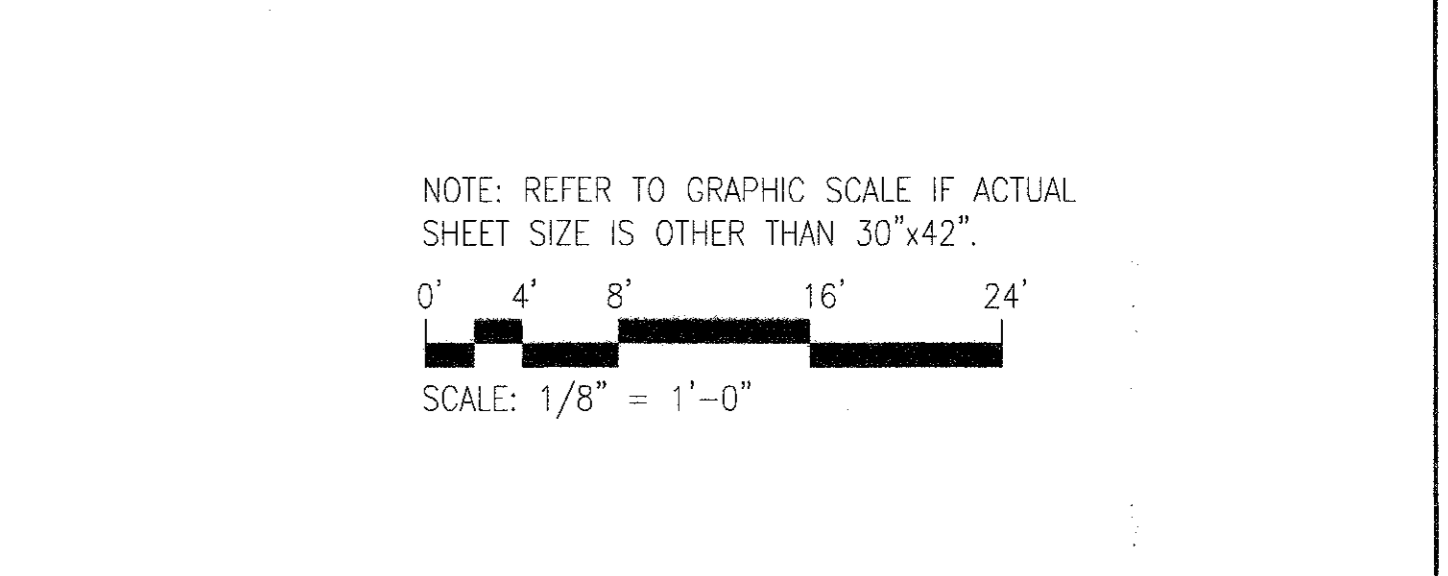 NOTE: REFER TO GRAPHIC SCALE IF ACTUAL
SHEET SIZE IS OTHER THAN 30"x42".
0' 4' 8' 16' 24'
SCALE: 1/8" = 1'-0"